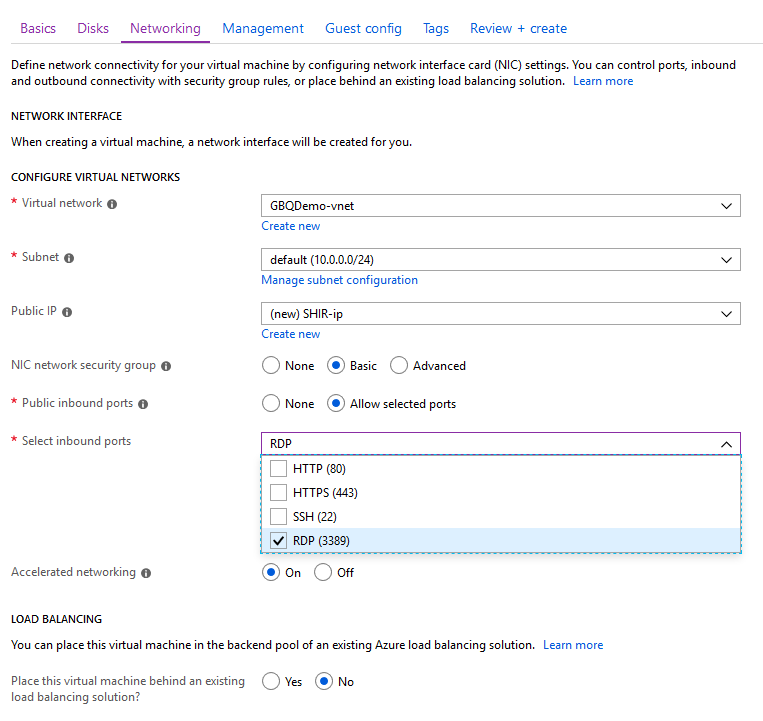 Basics Disks Networking Management Guest config Tags Review + create
Define network connectivity for your virtual machine by configuring network interface card (NIC) settings. You can control ports, inbound
and outbound connectivity with security group rules, or place behind an existing load balancing solution. Learn more
NETWORK INTERFACE
When creating a virtual machine, a network interface will be created for you.
CONFIGURE VIRTUAL NETWORKS
* Virtual network
GBQDemo-vnet
Create new
* Subnet
default (10.0.0.0/24)
Manage subnet configuration
Public IP
(new) SHIR-ip
Create new
NIC network security group
None Basic Advanced
* Public inbound ports
None Allow selected ports
* Select inbound ports
RDP
HTTP (80)
HTTPS (443)
SSH (22)
RDP (3389)
Accelerated networking
On Off
LOAD BALANCING
You can place this virtual machine in the backend pool of an existing Azure load balancing solution. Learn more
Place this virtual machine behind an existing
load balancing solution?
Yes No